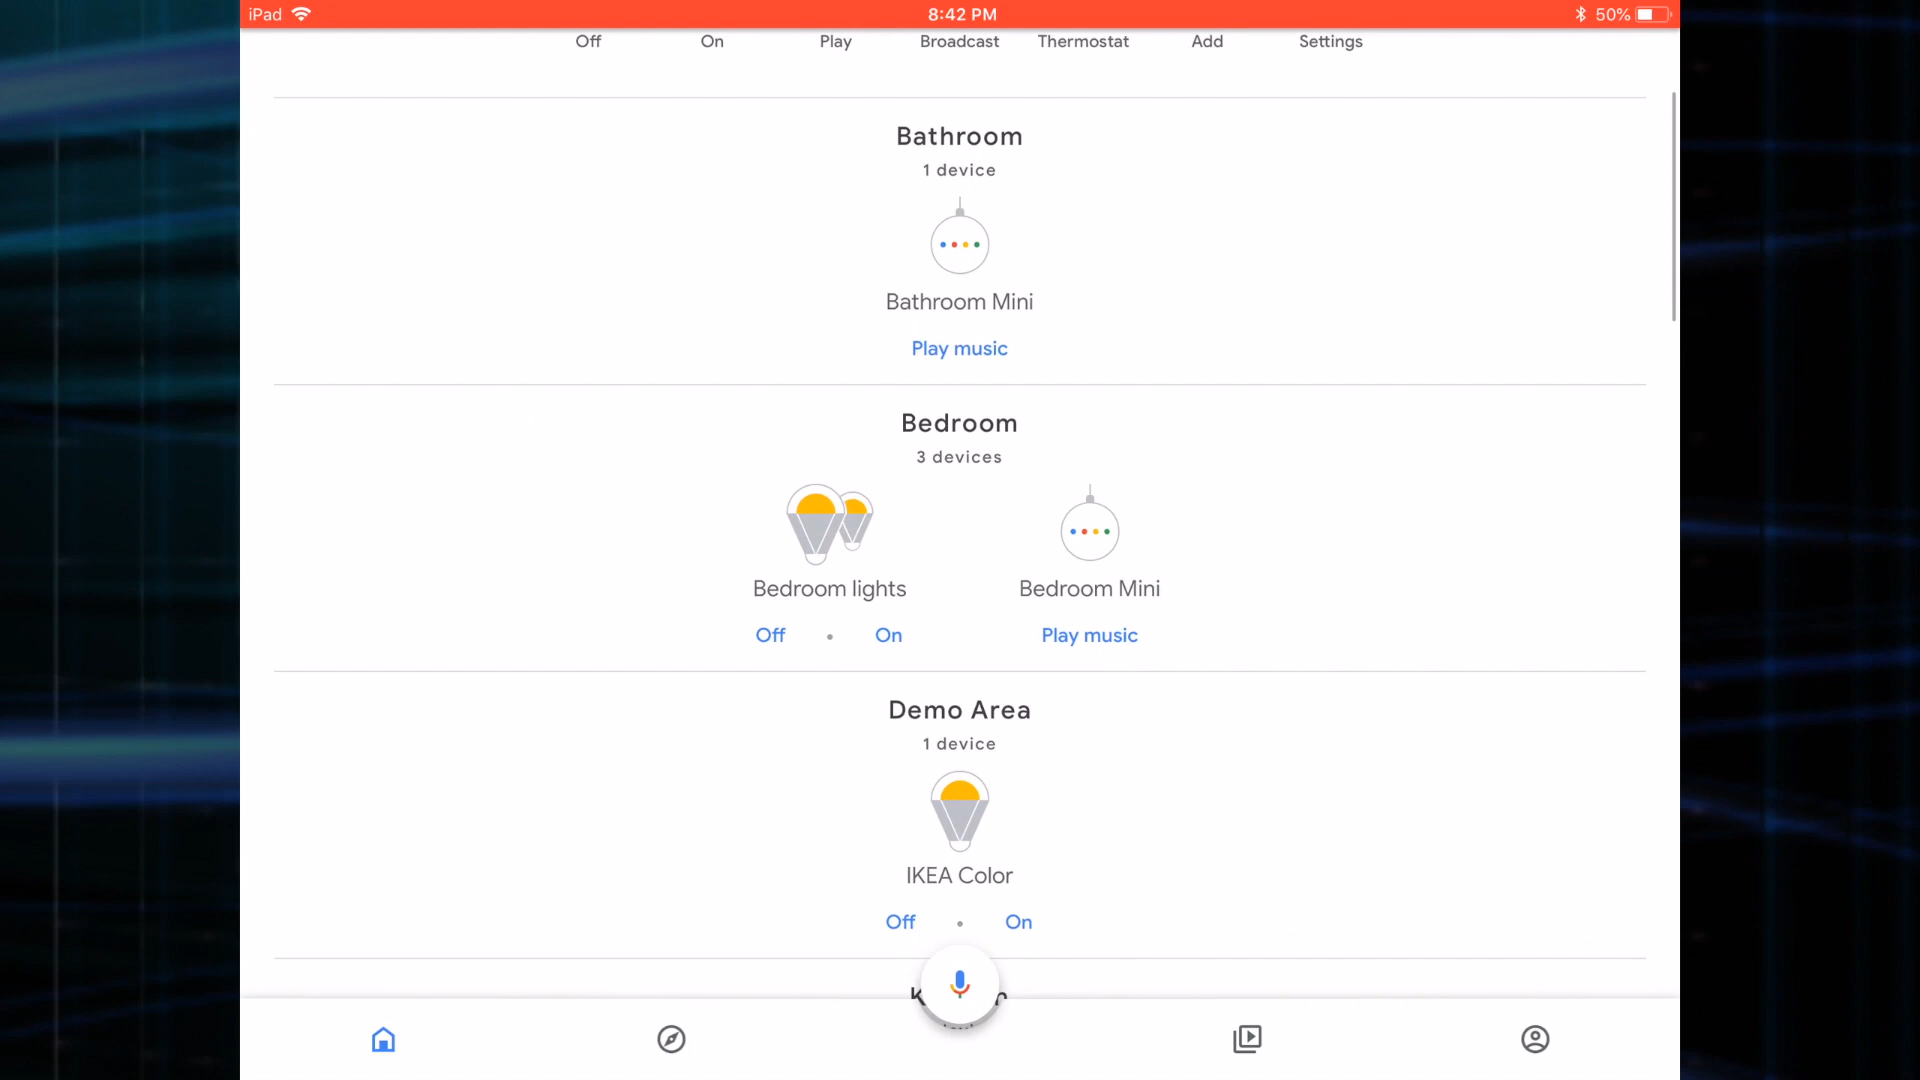 iPad 8:42 PM 50%
Off On Play Broadcast Thermostat Add Settings
Bathroom
1 device
Bathroom Mini
Play music
Bedroom
3 devices
Bedroom lights Bedroom Mini
Off • On Play music
Demo Area
1 device
IKEA Color
Off • On